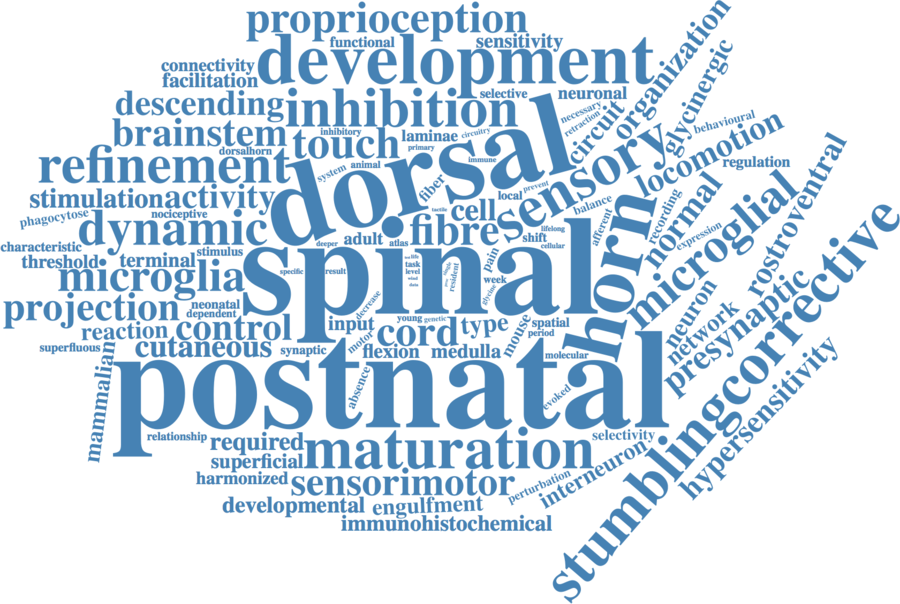 proprioception
functional
sensitivity
development
connectivity
facilitation
selective
neuronal
organization
glycinergic
descending
inhibition
necessary
retraction
circuit
behavioural
brainstem
inhibitory
touch
laminae
circuitry
primary
dorsalhorn
immune
dorsal
sensory
locomotion
regulation
refinement
system
animal
fiber
local
prevent
stimulation
activity
tactile
balance
normal
recording
rostroventral
phagocytose
nociceptive
cell
afferent
dynamic
fibre
shift
lifelong
cellular
expression
microglial
characteristic
stimulus
deeper
adult
atlas
threshold
terminal
spinal
horn
corrective
microglia
specific
result
task
level
life
data
resident
pain
week
glycine
projection
neonatal
dependent
decrease
young
genetic
neuron
network
presynaptic
reaction
control
input
motor
cord
type
mouse
spatial
period
superfluous
cutaneous
synaptic
flexion
medulla
molecular
mammalian
postnatal
absence
evoked
stumbling
hypersensitivity
relationship
required
maturation
selectivity
superficial
interneuron
harmonized
sensorimotor
perturbation
developmental
engulfment
immunohistochemical